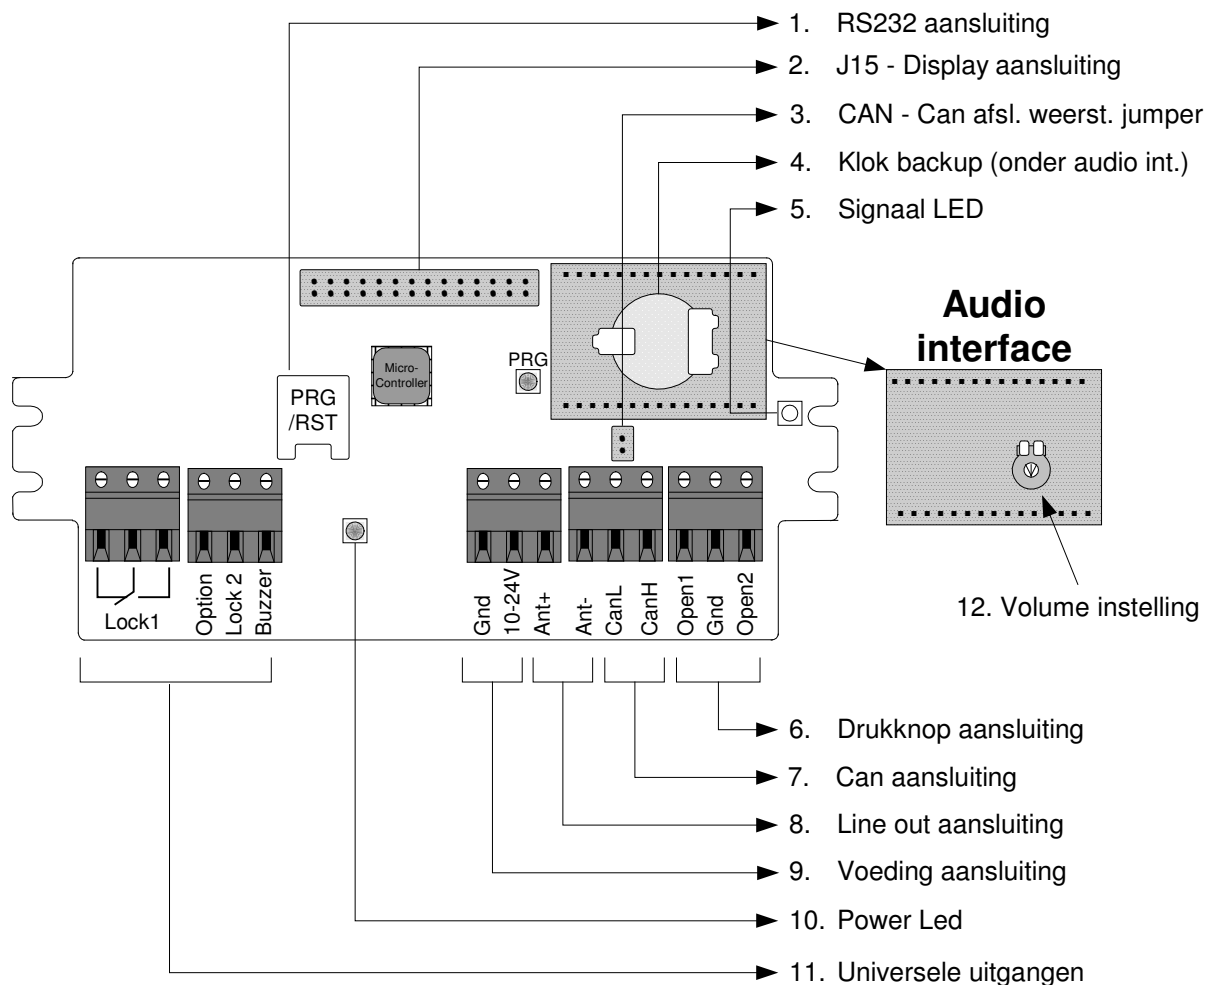 1. RS232 aansluiting
2. J15 - Display aansluiting
3. CAN - Can afsl. weerst. jumper
4. Klok backup (onder audio int.)
5. Signaal LED
Audio
interface
PRG
Micro-
Controller
PRG
/RST
Lock1
Option
Lock 2
Buzzer
Gnd
10-24V
Ant+
Ant-
CanL
CanH
Open1
Gnd
Open2
12. Volume instelling
6. Drukknop aansluiting
7. Can aansluiting
8. Line out aansluiting
9. Voeding aansluiting
10. Power Led
11. Universele uitgangen